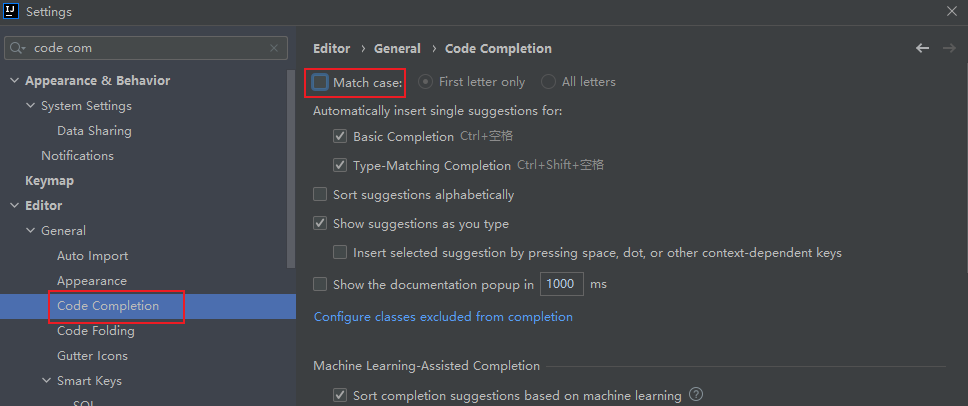 IJ
Settings
code com
Appearance & Behavior
System Settings
Data Sharing
Notifications
Keymap
Editor
General
Auto Import
Appearance
Code Completion
Code Folding
Gutter Icons
Smart Keys
SQL
Editor › General › Code Completion
Match case: First letter only All letters
Automatically insert single suggestions for:
Basic Completion Ctrl+空格
Type-Matching Completion Ctrl+Shift+空格
Sort suggestions alphabetically
Show suggestions as you type
Insert selected suggestion by pressing space, dot, or other context-dependent keys
Show the documentation popup in 1000 ms
Configure classes excluded from completion
Machine Learning-Assisted Completion
Sort completion suggestions based on machine learning ?